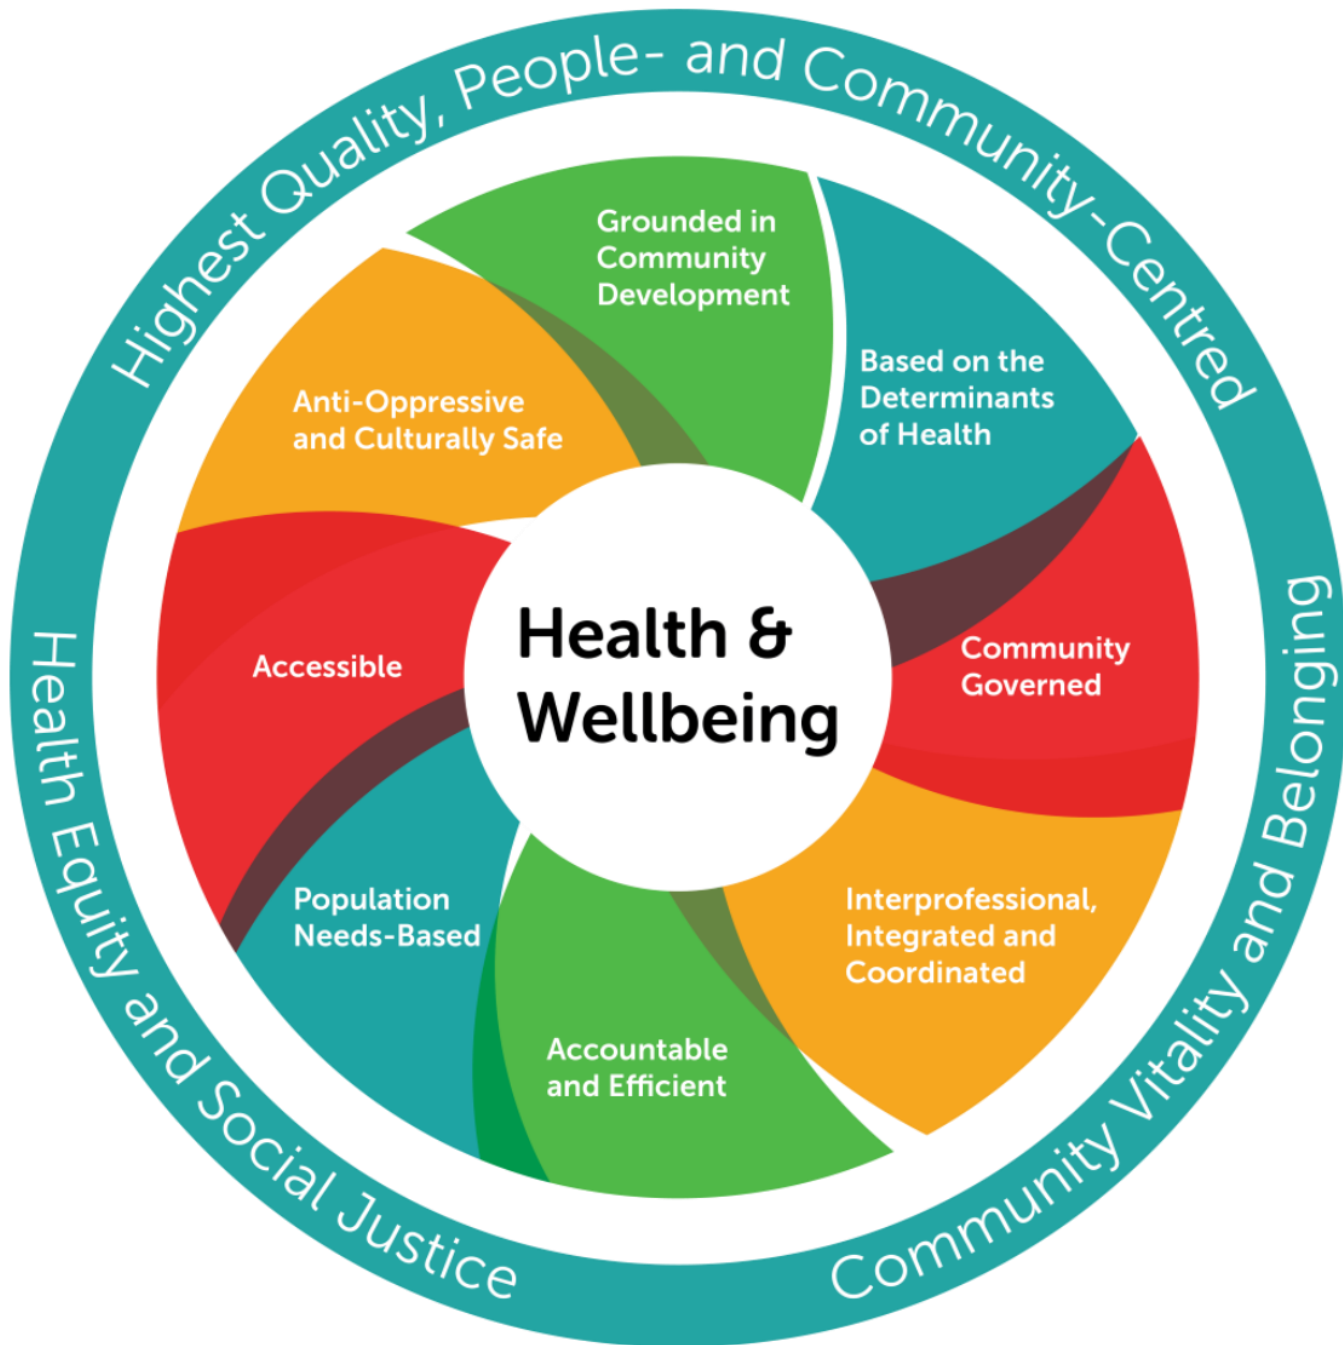 Highest Quality, People- and Community-Centred
Grounded in
Community
Development
Based on the
Determinants
of Health
Anti-Oppressive
and Culturally Safe
Health &
Wellbeing
Community
Governed
Accessible
Population
Needs-Based
Interprofessional,
Integrated and
Coordinated
Accountable
and Efficient
Health Equity and Social Justice
Community Vitality and Belonging